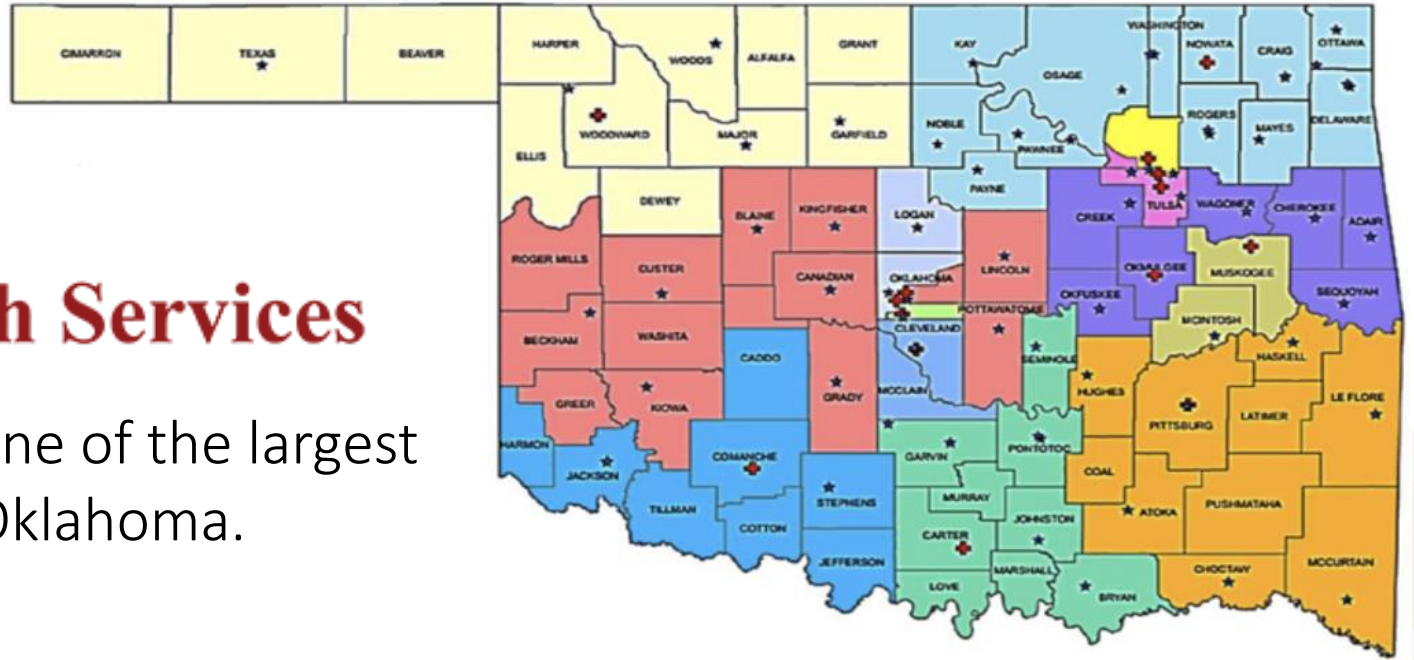 CIMARRON
TEXAS
BEAVER
HARPER
WOODS
ALFALFA
GRANT
KAY
OSAGE
WASHINGTON
NOWATA
CRAIG
OTTAWA
WOODWARD
ELLIS
MAJOR
GARFIELD
NOBLE
PAWNEE
ROGERS
MAYES
DELAWARE
DEWEY
BLAINE
KINGFISHER
LOGAN
PAYNE
CREEK
TULSA
WAGONER
CHEROKEE
ADAIR
ROGER MILLS
CUSTER
CANADIAN
OKLAHOMA
LINCOLN
OKMULGEE
MUSKOGEE
SEQUOYAH
h Services
BECKHAM
WASHITA
CADDO
GRADY
CLEVELAND
POTTAWATOMIE
OKFUSKEE
MCINTOSH
SEMINOLE
HASKELL
GREER
KIOWA
MCCLAIN
HUGHES
PITTSBURG
LATIMER
LE FLORE
ne of the largest
Oklahoma.
HARMON
JACKSON
COMANCHE
STEPHENS
GARVIN
PONTOTOC
COAL
TILLMAN
COTTON
MURRAY
JOHNSTON
ATOKA
PUSHMATAHA
JEFFERSON
CARTER
LOVE
MARSHALL
BRYAN
CHOCTAW
MCCURTAIN